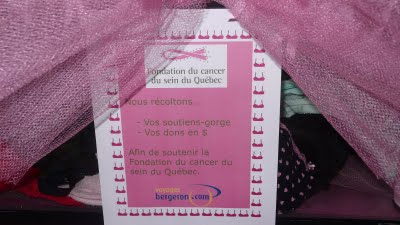 Fondation du cancer
du sein du Québec
Nous récoltons...
- Vos soutiens-gorge
- Vos dons en $
Afin de soutenir la
Fondation du cancer du
sein du Québec.
voyages
bergeron.com